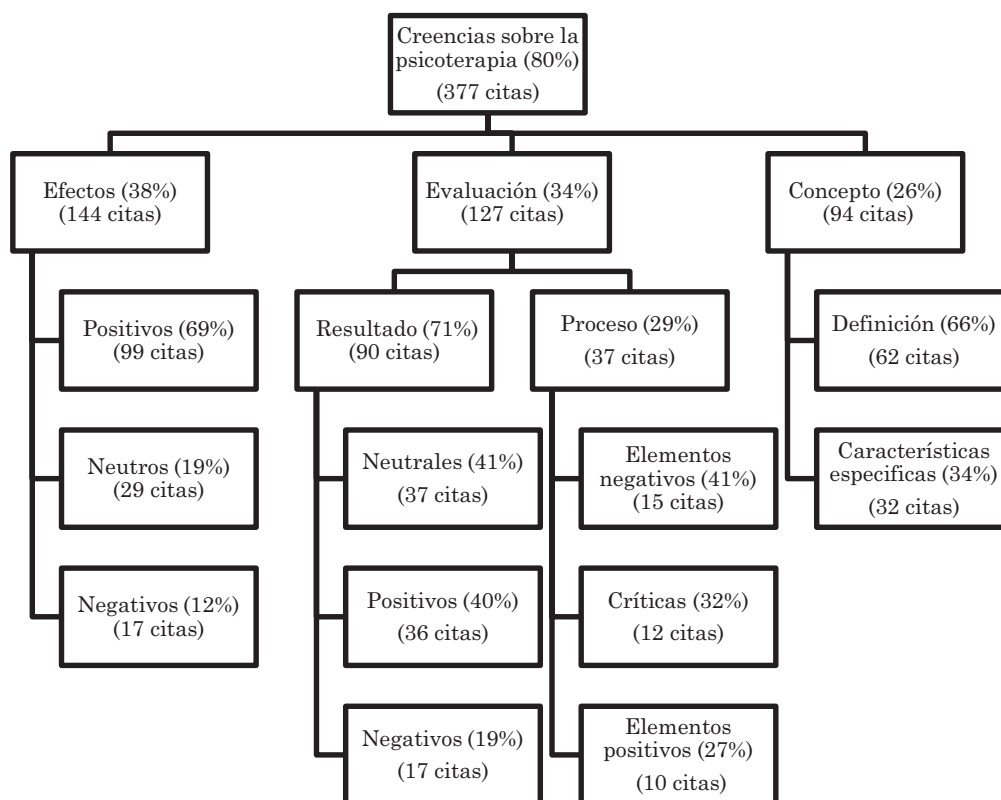 Creencias sobre la
psicoterapia (80%)
(377 citas)
Efectos (38%)
(144 citas)
Evaluación (34%)
(127 citas)
Concepto (26%)
(94 citas)
Positivos (69%)
(99 citas)
Resultado (71%)
(90 citas)
Proceso (29%)
(37 citas)
Definición (66%)
(62 citas)
Neutros (19%)
(29 citas)
Neutrales (41%)
(37 citas)
Elementos
negativos (41%)
(15 citas)
Características
especificas (34%)
(32 citas)
Negativos (12%)
(17 citas)
Positivos (40%)
(36 citas)
Críticas (32%)
(12 citas)
Negativos (19%)
(17 citas)
Elementos
positivos (27%)
(10 citas)